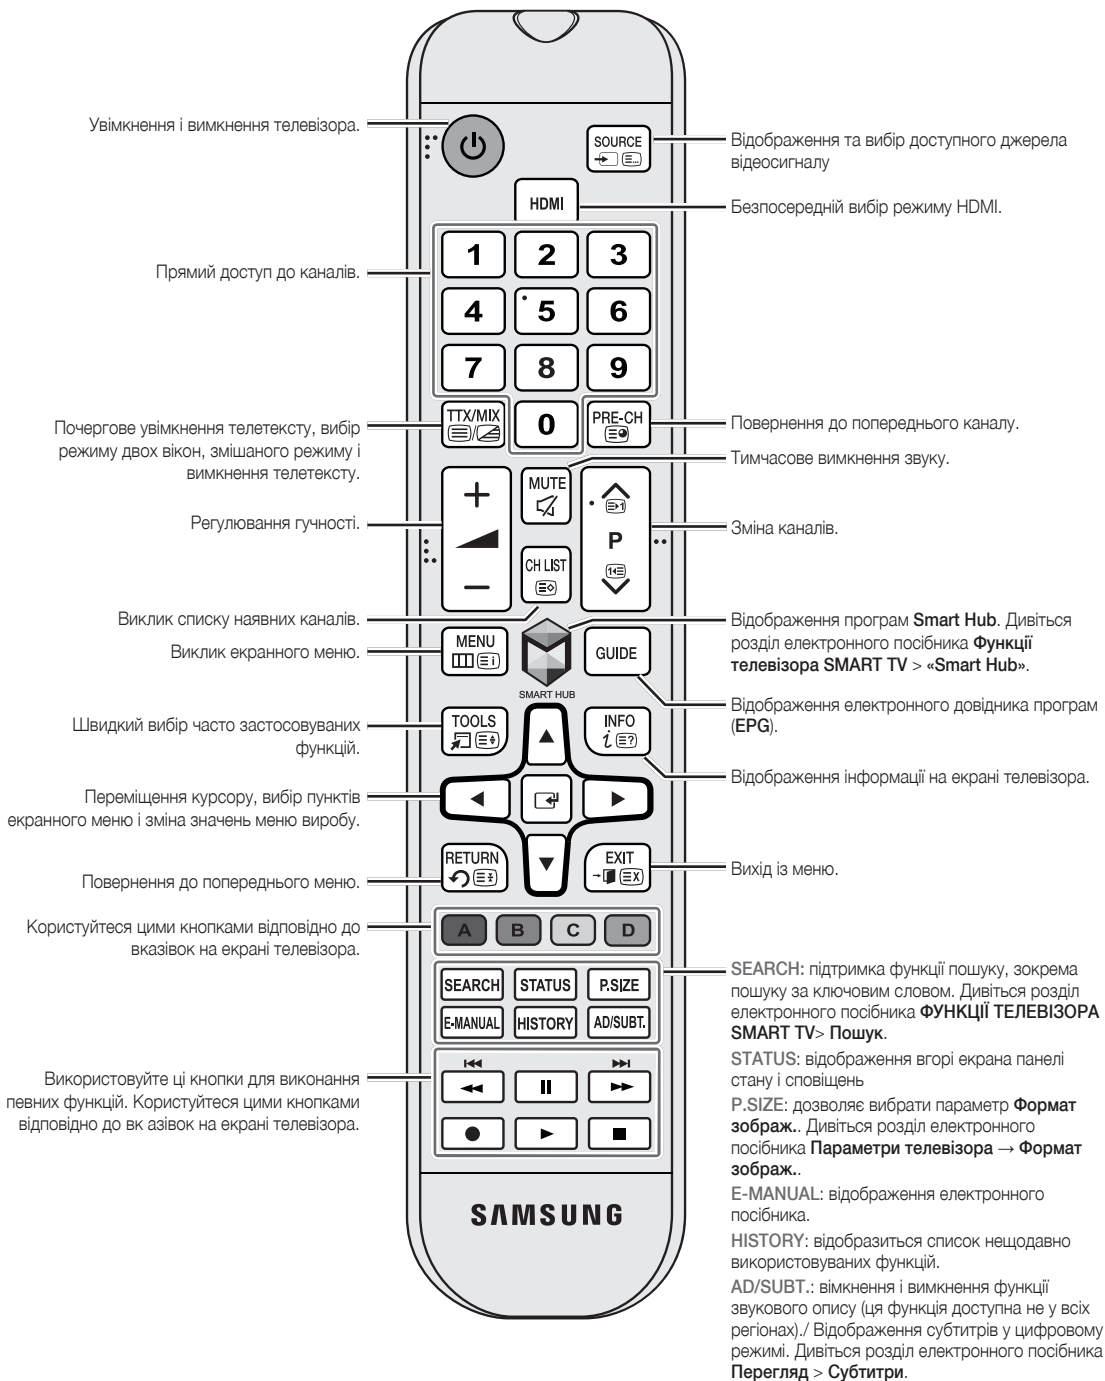 Увімкнення і вимкнення телевізора.
SOURCE
Відображення та вибір доступного джерела
відеосигналу
HDMI
Безпосередній вибір режиму HDMI.
1 2 3
Прямий доступ до каналів.
4 5 6
7 8 9
TTX/MIX
0
PRE-CH
Почергове увімкнення телетексту, вибір
режиму двох вікон, змішаного режиму і
вимкнення телетексту.
Повернення до попереднього каналу.
Тимчасове вимкнення звуку.
MUTE
Регулювання гучності.
P
Зміна каналів.
CH LIST
Виклик списку наявних каналів.
MENU
Виклик екранного меню.
SMART HUB
GUIDE
Відображення програм Smart Hub. Дивіться
розділ електронного посібника Функції
телевізора SMART TV > «Smart Hub».
Відображення електронного довідника програм
(EPG).
TOOLS
INFO
Швидкий вибір часто застосовуваних
функцій.
Відображення інформації на екрані телевізора.
Переміщення курсору, вибір пунктів
екранного меню і зміна значень меню виробу.
RETURN
EXIT
Повернення до попереднього меню.
Вихід із меню.
A B C D
Користуйтеся цими кнопками відповідно до
вказівок на екрані телевізора.
SEARCH STATUS P.SIZE
E-MANUAL HISTORY AD/SUBT.
Використовуйте ці кнопки для виконання
певних функцій. Користуйтеся цими кнопками
відповідно до вк азівок на екрані телевізора.
SAMSUNG
SEARCH: підтримка функції пошуку, зокрема
пошуку за ключовим словом. Дивіться розділ
електронного посібника ФУНКЦІЇ ТЕЛЕВІЗОРА
SMART TV> Пошук.
STATUS: відображення вгорі екрана панелі
стану і сповіщень
P.SIZE: дозволяє вибрати параметр Формат
зображ.. Дивіться розділ електронного
посібника Параметри телевізора → Формат
зображ..
E-MANUAL: відображення електронного
посібника.
HISTORY: відобразиться список нещодавно
використовуваних функцій.
AD/SUBT.: вімкнення і вимкнення функції
звукового опису (ця функція доступна не у всіх
регіонах)./ Відображення субтитрів у цифровому
режимі. Дивіться розділ електронного посібника
Перегляд > Субтитри.